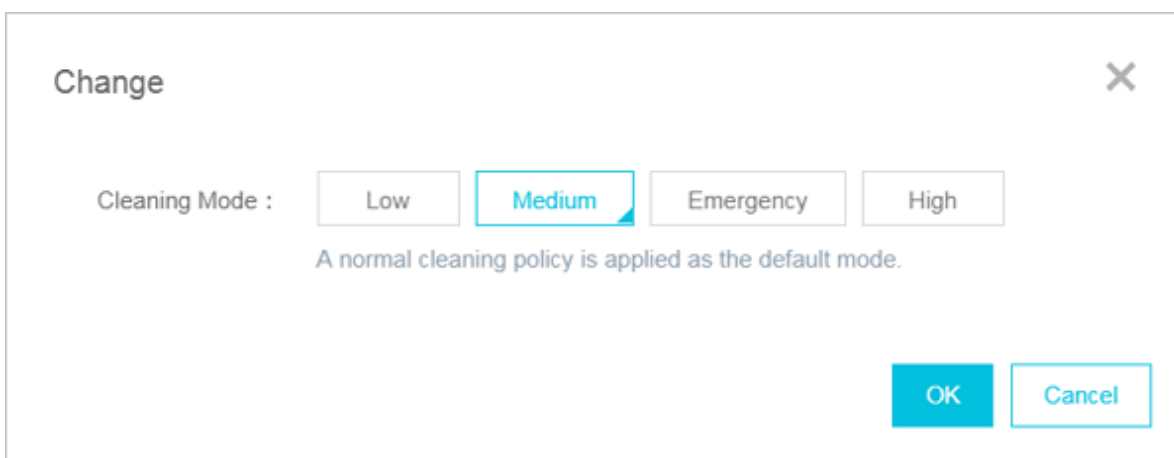 Change
Cleaning Mode : Low Medium Emergency High
A normal cleaning policy is applied as the default mode.
OK Cancel